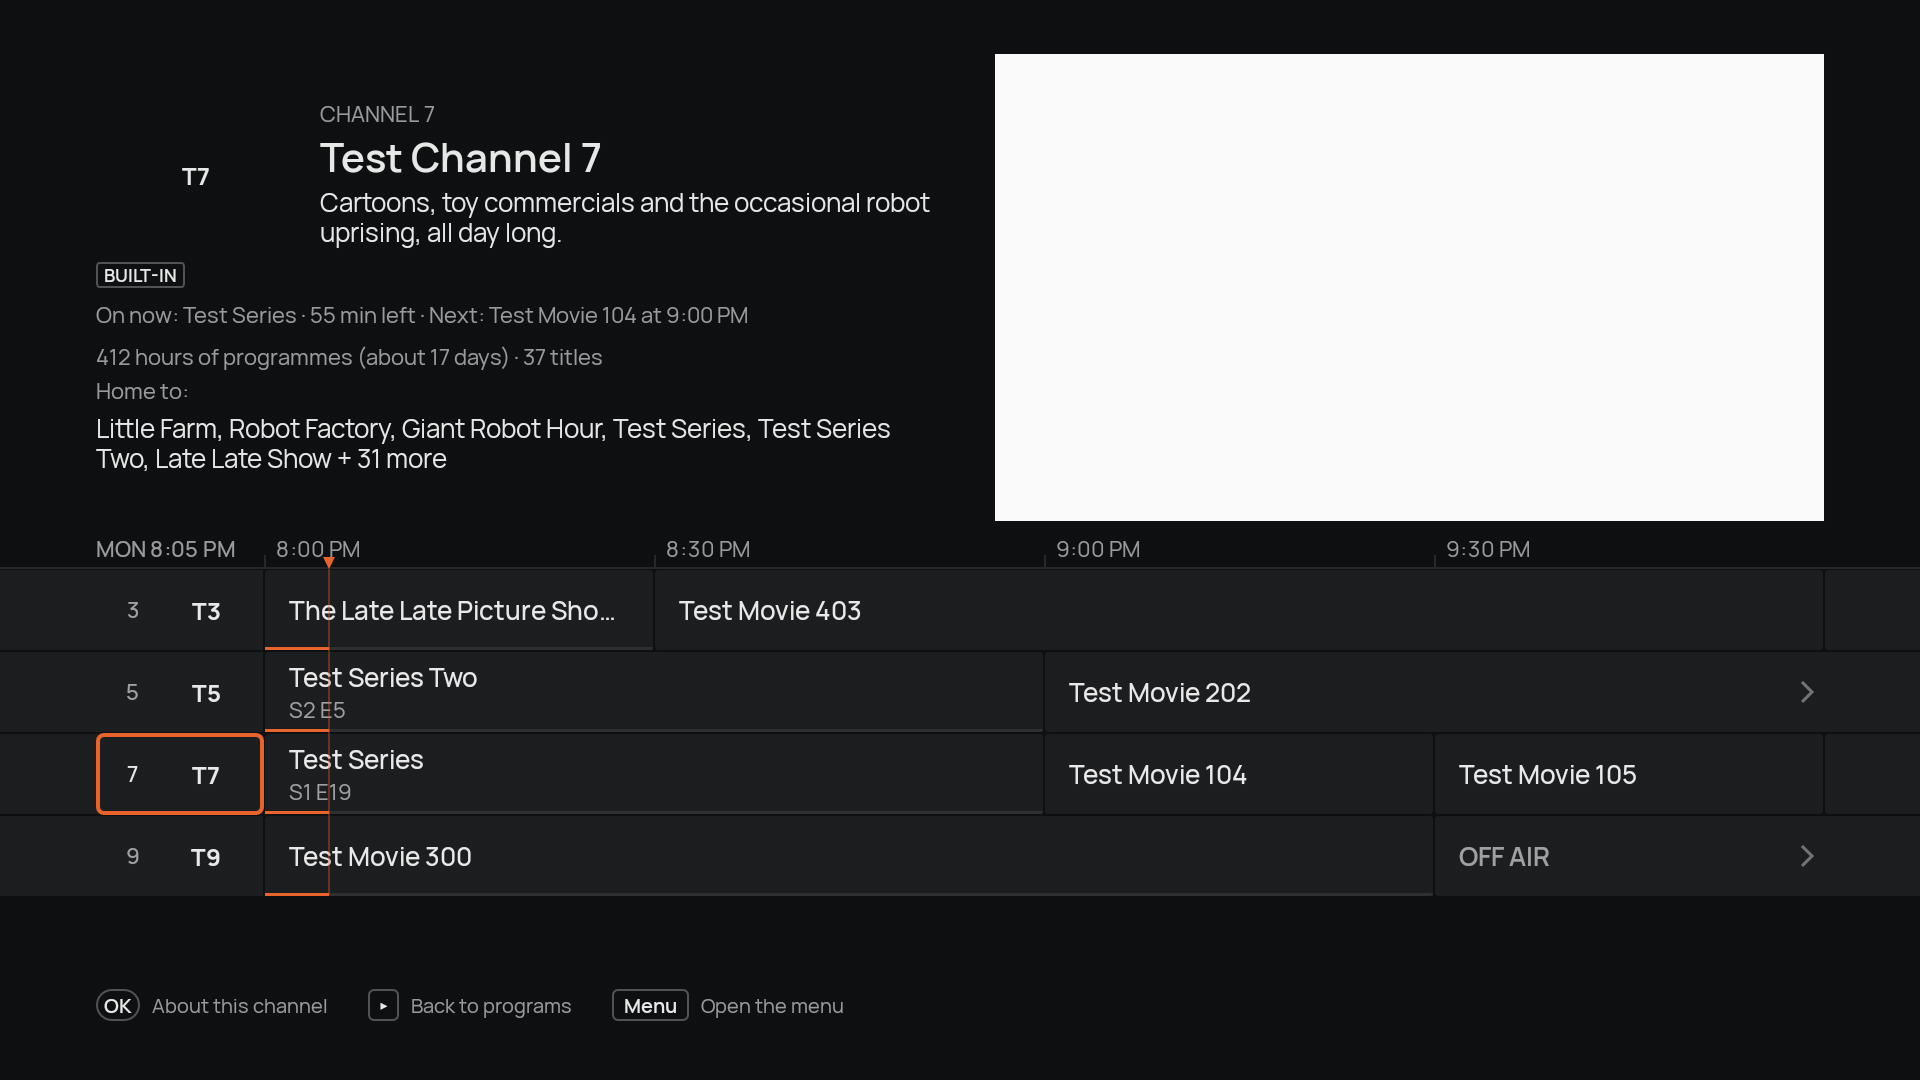 T7
CHANNEL 7
Test Channel 7
Cartoons, toy commercials and the occasional robot
uprising, all day long.
BUILT-IN
On now: Test Series · 55 min left · Next: Test Movie 104 at 9:00 PM
412 hours of programmes (about 17 days) · 37 titles
Home to:
Little Farm, Robot Factory, Giant Robot Hour, Test Series, Test Series
Two, Late Late Show + 31 more
MON 8:05 PM 8:00 PM 8:30 PM 9:00 PM 9:30 PM
3 T3 The Late Late Picture Sho... Test Movie 403
5 T5 Test Series Two S2 E5 Test Movie 202
7 T7 Test Series S1 E19 Test Movie 104 Test Movie 105
9 T9 Test Movie 300 OFF AIR
OK About this channel ▸ Back to programs Menu Open the menu